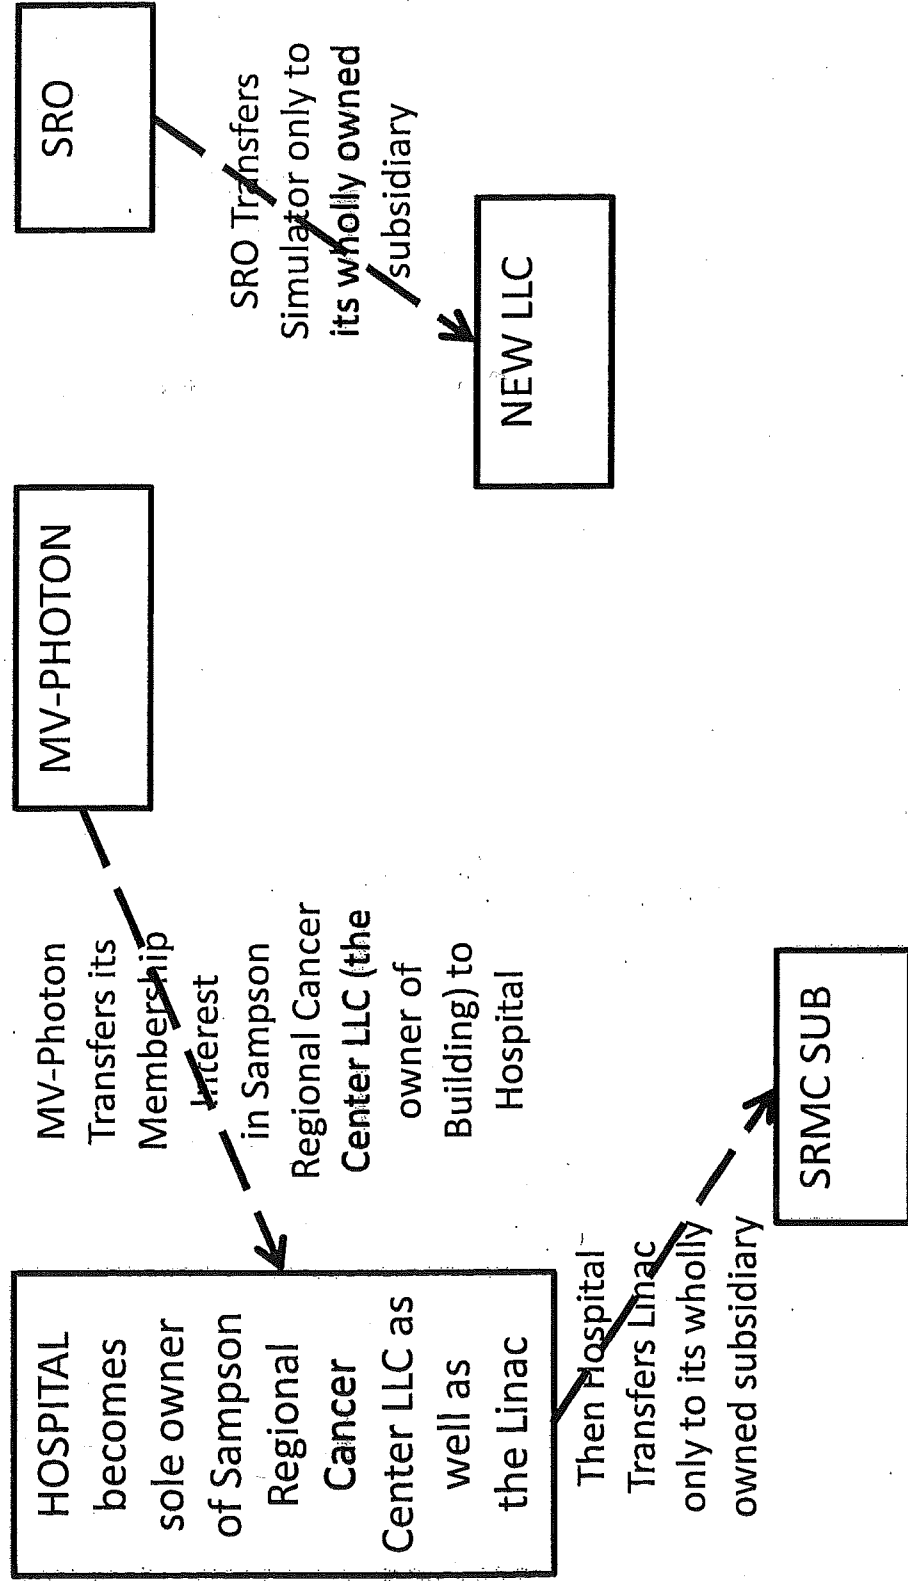 HOSPITAL
becomes
sole owner
of Sampson
Regional
Cancer
Center LLC as
well as
the Linac
MV-Photon
Transfers its
Membership
Interest
in Sampson
Regional Cancer
Center LLC (the
owner of
Building) to
Hospital
MV-PHOTON
SRO
SRO Transfers
Simulator only to
its wholly owned
subsidiary
NEW LLC
Then Hospital
Transfers Linac
only to its wholly
owned subsidiary
SRMC SUB